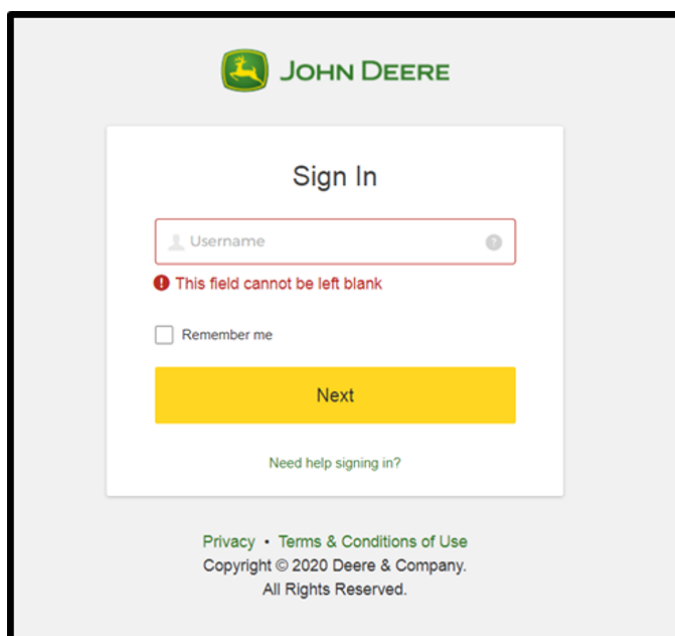 JOHN DEERE
Sign In
Username
This field cannot be left blank
Remember me
Next
Need help signing in?
Privacy • Terms & Conditions of Use
Copyright © 2020 Deere & Company.
All Rights Reserved.